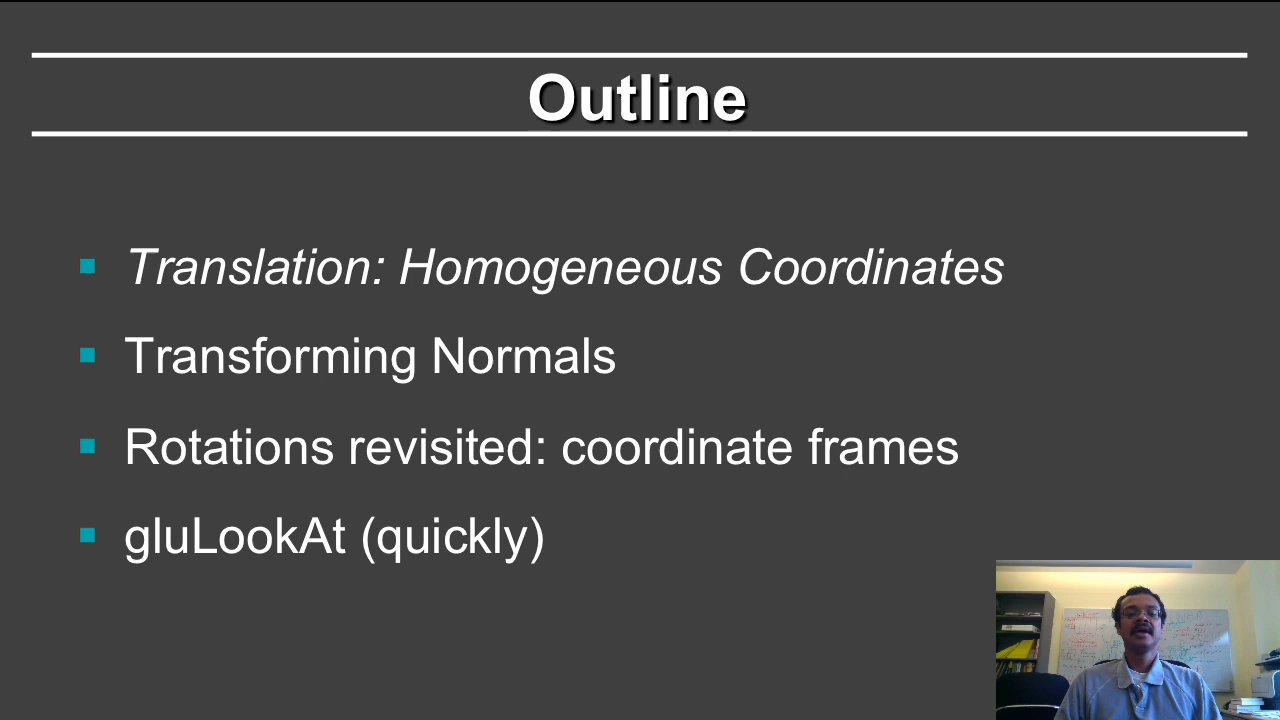 Outline
Translation: Homogeneous Coordinates
Transforming Normals
Rotations revisited: coordinate frames
gluLookAt (quickly)